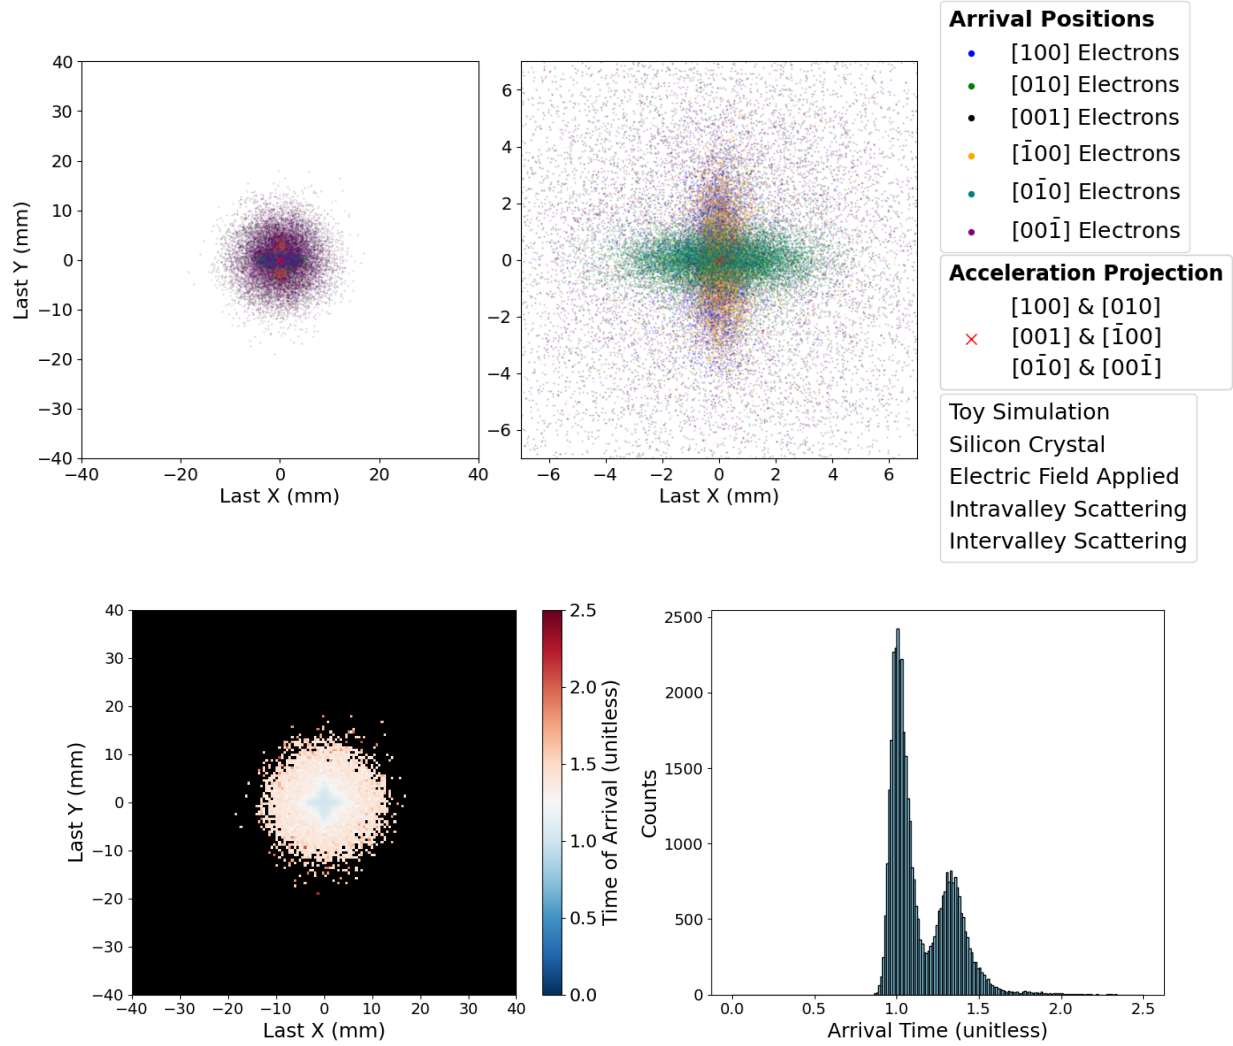 Arrival Positions
[100] Electrons
[010] Electrons
[001] Electrons
[1̄00] Electrons
[01̄0] Electrons
[001̄] Electrons
Acceleration Projection
[100] & [010]
[001] & [1̄00]
[01̄0] & [001̄]
Toy Simulation
Silicon Crystal
Electric Field Applied
Intravalley Scattering
Intervalley Scattering
40
30
20
10
0
−10
−20
−30
−40
Last Y (mm)
−40 −20 0 20 40
Last X (mm)
6
4
2
0
−2
−4
−6
−6 −4 −2 0 2 4 6
Last X (mm)
40
30
20
10
0
−10
−20
−30
−40
Last Y (mm)
−40 −30 −20 −10 0 10 20 30 40
Last X (mm)
2.5
2.0
1.5
1.0
0.5
0.0
Time of Arrival (unitless)
2500
2000
1500
1000
500
0
Counts
0.0 0.5 1.0 1.5 2.0 2.5
Arrival Time (unitless)